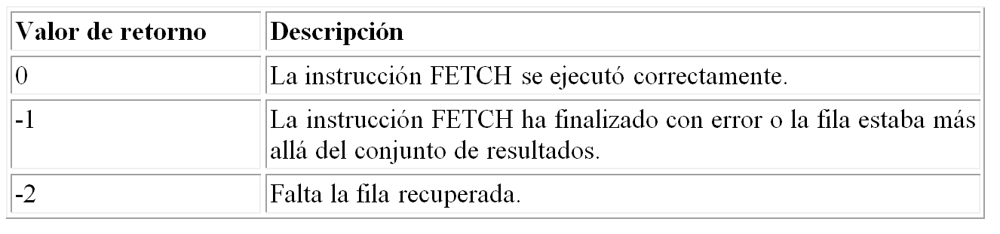 Valor de retorno Descripción
0 La instrucción FETCH se ejecutó correctamente.
-1 La instrucción FETCH ha finalizado con error o la fila estaba más
allá del conjunto de resultados.
-2 Falta la fila recuperada.